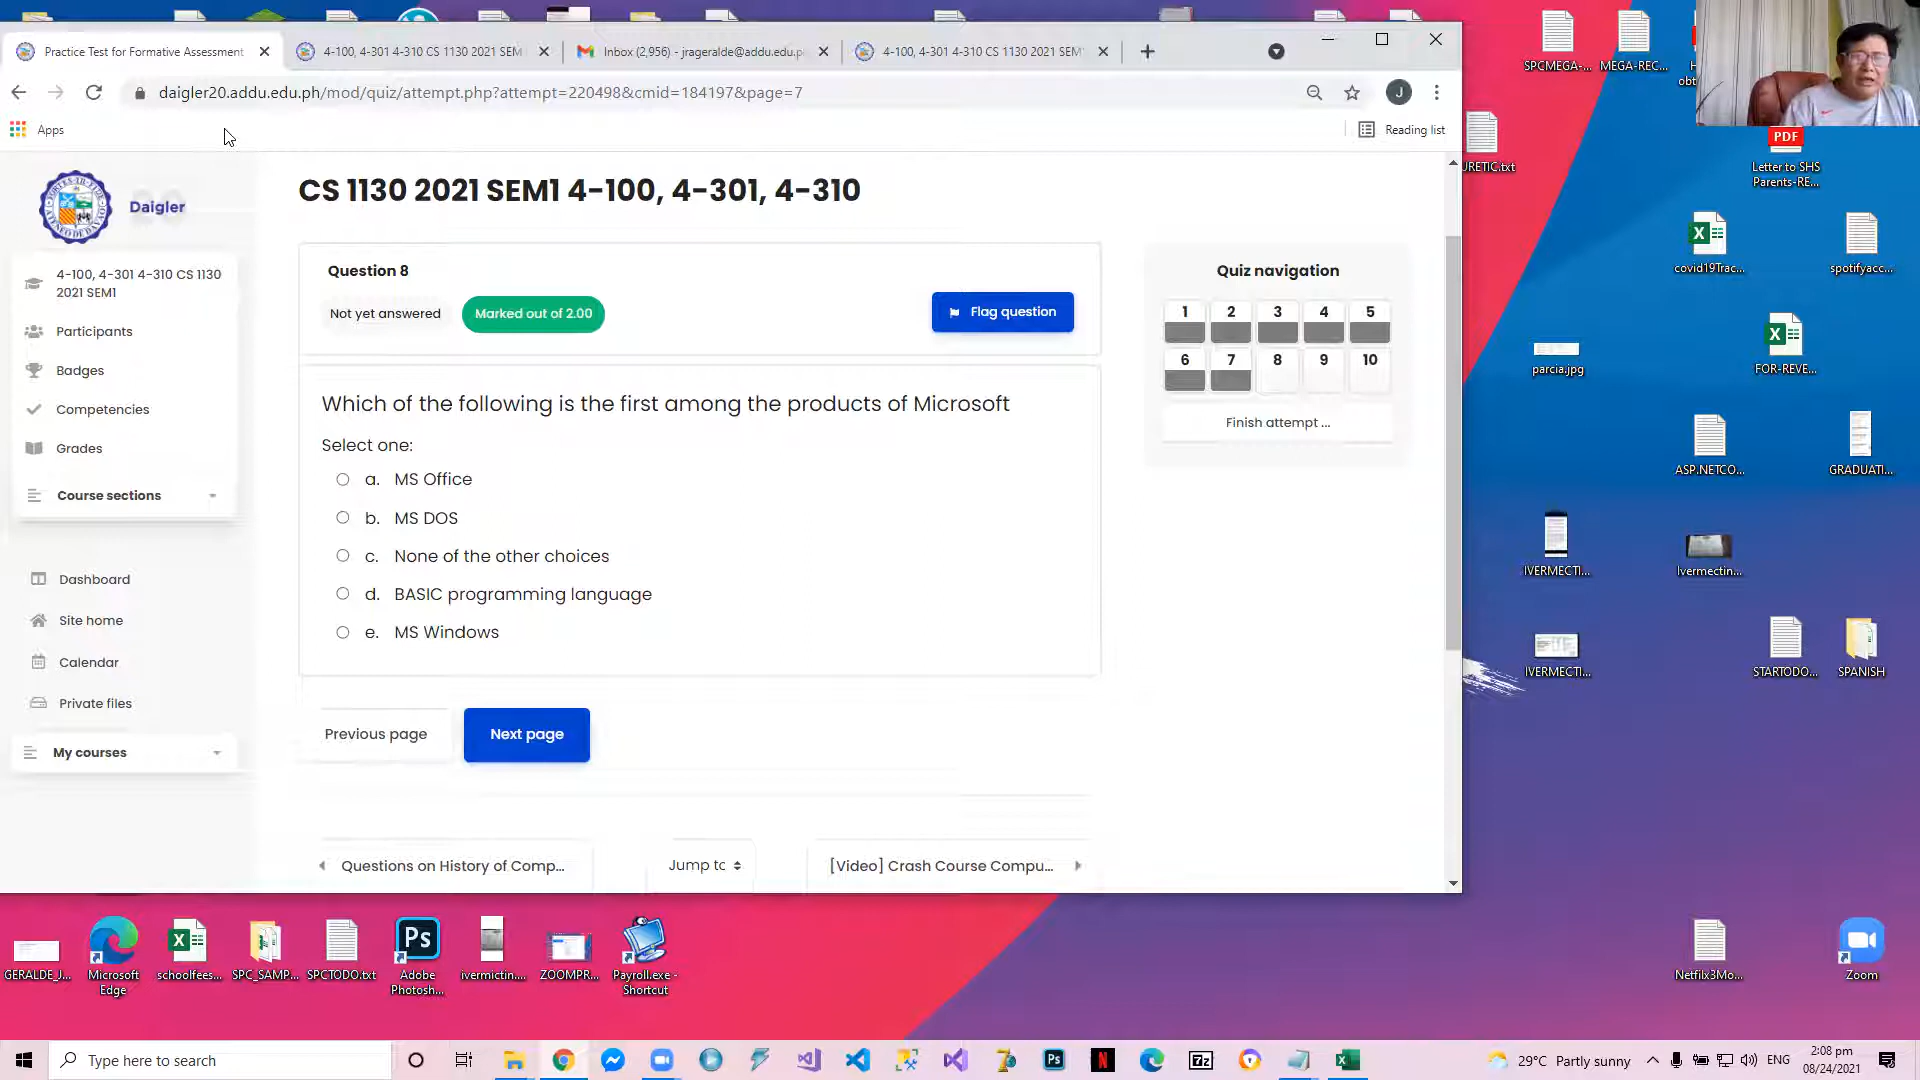 Practice Test for Formative Assessment
4-100, 4-301 4-310 CS 1130 2021 SEM
Inbox (2,956) - jrageralde@addu.edu.p
4-100, 4-301 4-310 CS 1130 2021 SEM
daigler20.addu.edu.ph/mod/quiz/attempt.php?attempt=220498&cmid=184197&page=7
J
Apps
Reading list
Daigler
4-100, 4-301 4-310 CS 1130
2021 SEM1
Participants
Badges
Competencies
Grades
Course sections
Dashboard
Site home
Calendar
Private files
My courses
CS 1130 2021 SEM1 4-100, 4-301, 4-310
Question 8
Not yet answered
Marked out of 2.00
Flag question
Which of the following is the first among the products of Microsoft
Select one:
a. MS Office
b. MS DOS
c. None of the other choices
d. BASIC programming language
e. MS Windows
Previous page
Next page
Questions on History of Comp...
Jump to
[Video] Crash Course Compu...
Quiz navigation
1 2 3 4 5
6 7 8 9 10
Finish attempt ...
SPCMEGA-...
MEGA-REC...
URETIC.txt
PDF
Letter to SHS
Parents-RE...
covid19Trac...
spotifyacc...
parcia.jpg
FOR-REVE...
ASP.NETCO...
GRADUATI...
IVERMECTI...
Ivermectin...
IVERMECTI...
STARTODO...
SPANISH
Netfilx3Mo...
Zoom
GERALDE_J...
Microsoft
Edge
schoolfees...
SPC_SAMP...
SPCTODO.txt
Adobe
Photosh...
ivermictin....
ZOOMPR...
Payroll.exe -
Shortcut
Type here to search
29°C Partly sunny
ENG
2:08 pm
08/24/2021